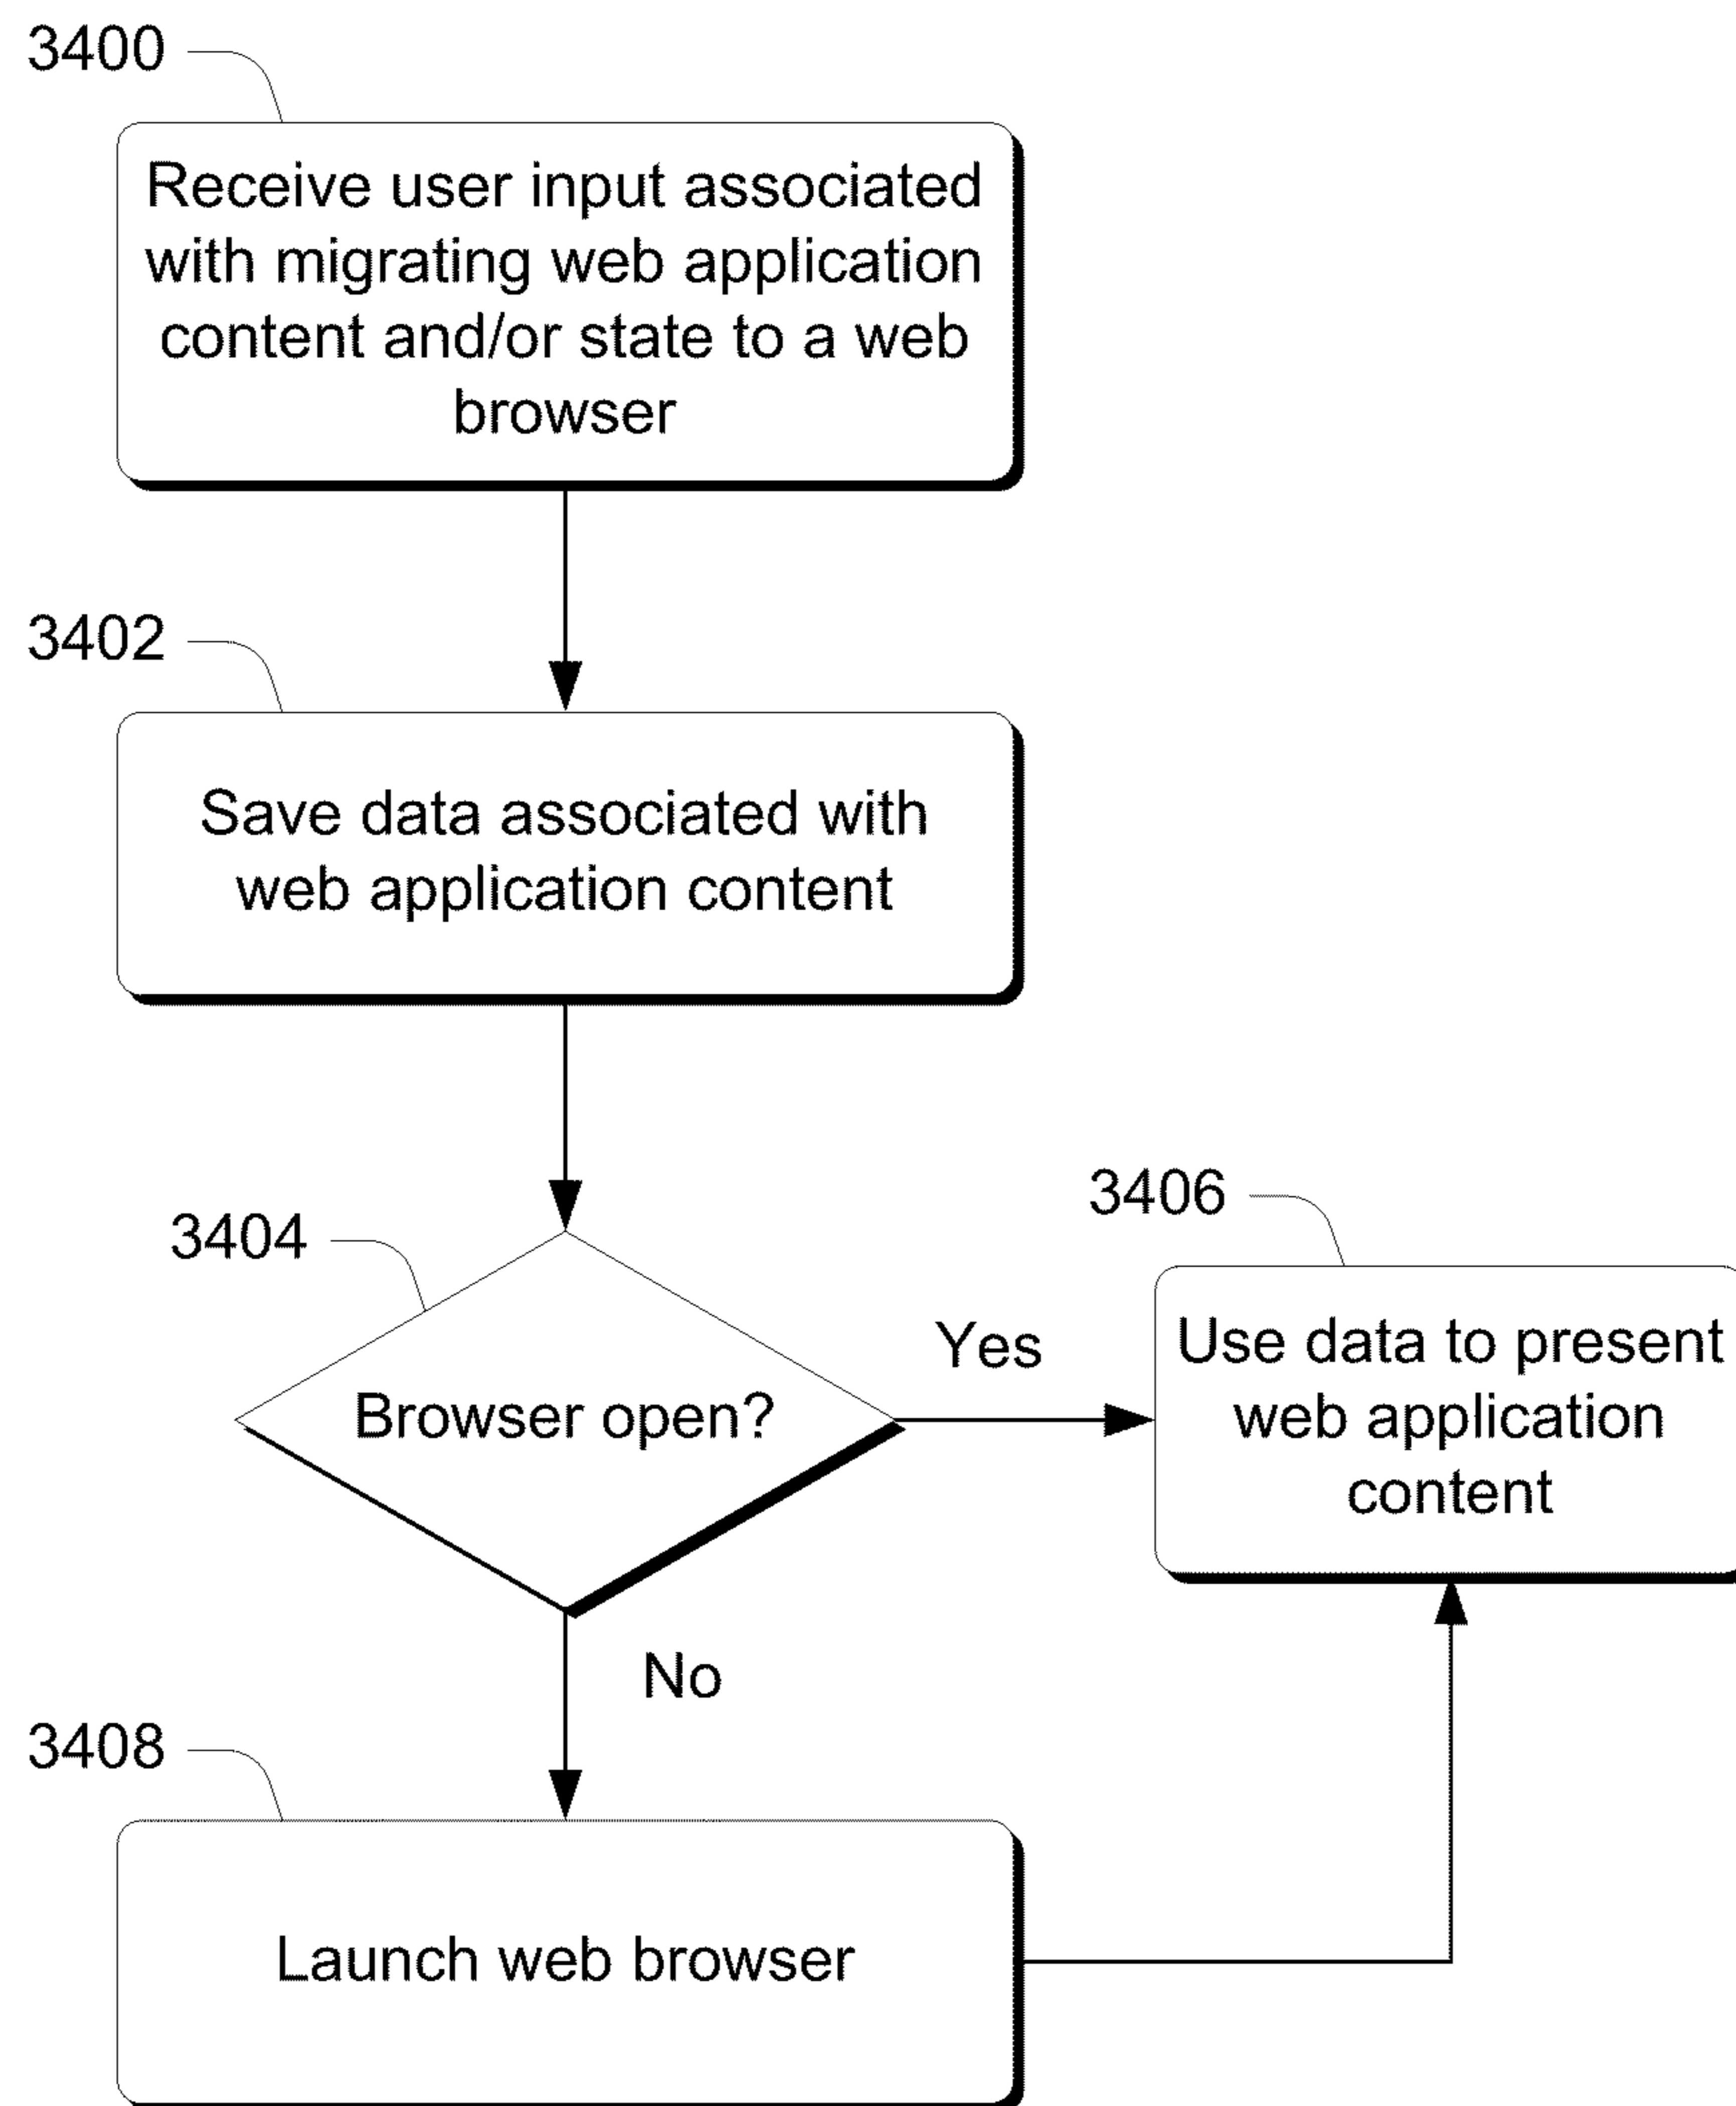 3400
Receive user input associated
with migrating web application
content and/or state to a web
browser
3402
Save data associated with
web application content
3404
Browser open?
Yes
3406
Use data to present
web application
content
No
3408
Launch web browser